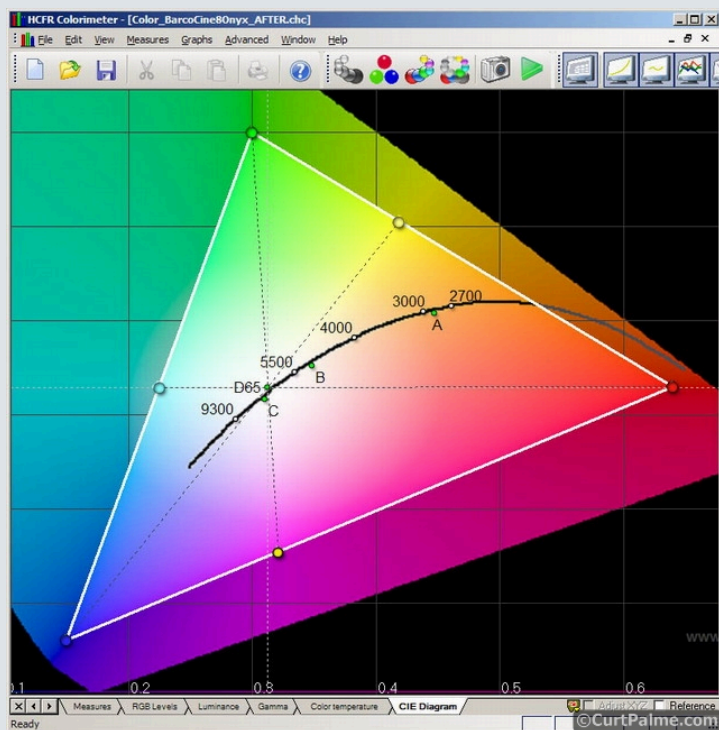 HCFR Colorimeter - [Color_BarcoCine8Onyx_AFTER.chc]
File Edit View Measures Graphs Advanced Window Help
3000 2700
4000
A
5500
B
D65
C
9300
www
0.1 0.2 0.3 0.4 0.5 0.6
Measures RGB Levels Luminance Gamma Color temperature CIE Diagram
Adjust XYZ Reference
Ready
©CurtPalme.com